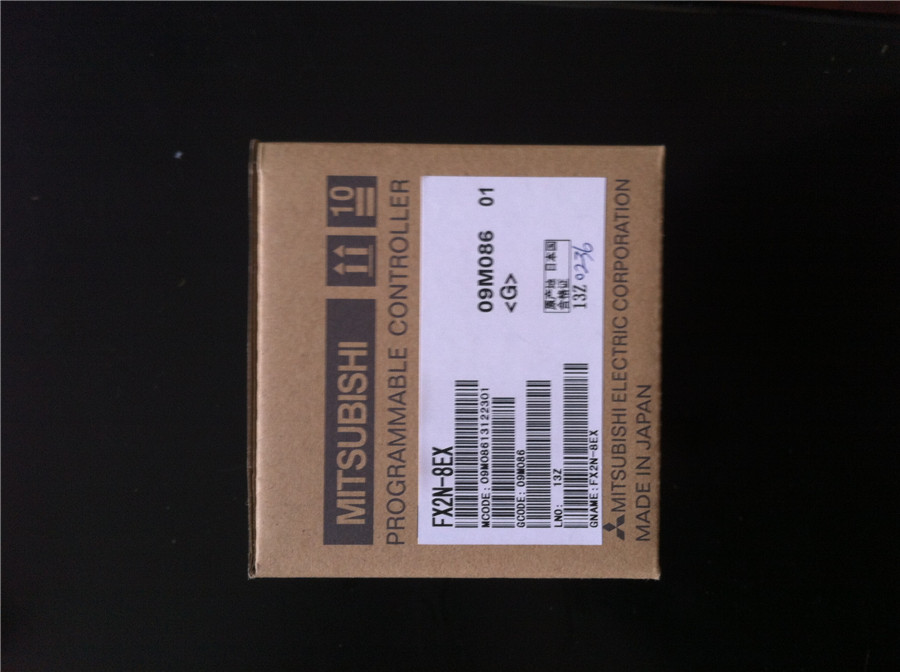 MITSUBISHI
10
PROGRAMMABLE CONTROLLER
FX2N-8EX
09M086 01
<G>
MCODE:09M08613122301
GCODE:09M086
LNO: 13Z
GNAME:FX2N-8EX
原产地 日本国
合格证
13Z 0236
MITSUBISHI ELECTRIC CORPORATION
MADE IN JAPAN